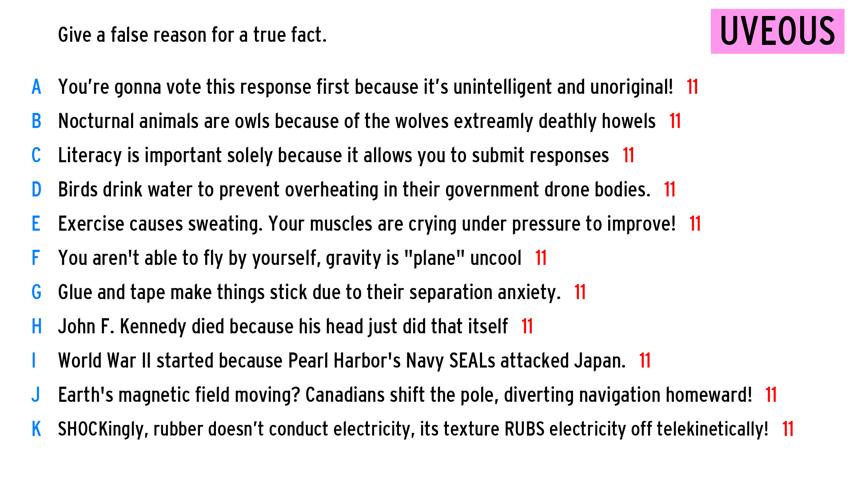 Give a false reason for a true fact.
UVEOUS
A You're gonna vote this response first because it's unintelligent and unoriginal! 11
B Nocturnal animals are owls because of the wolves extreamly deathly howels 11
C Literacy is important solely because it allows you to submit responses 11
D Birds drink water to prevent overheating in their government drone bodies. 11
E Exercise causes sweating. Your muscles are crying under pressure to improve! 11
F You aren't able to fly by yourself, gravity is "plane" uncool 11
G Glue and tape make things stick due to their separation anxiety. 11
H John F. Kennedy died because his head just did that itself 11
I World War II started because Pearl Harbor's Navy SEALs attacked Japan. 11
J Earth's magnetic field moving? Canadians shift the pole, diverting navigation homeward! 11
K SHOCKingly, rubber doesn't conduct electricity, its texture RUBS electricity off telekinetically! 11